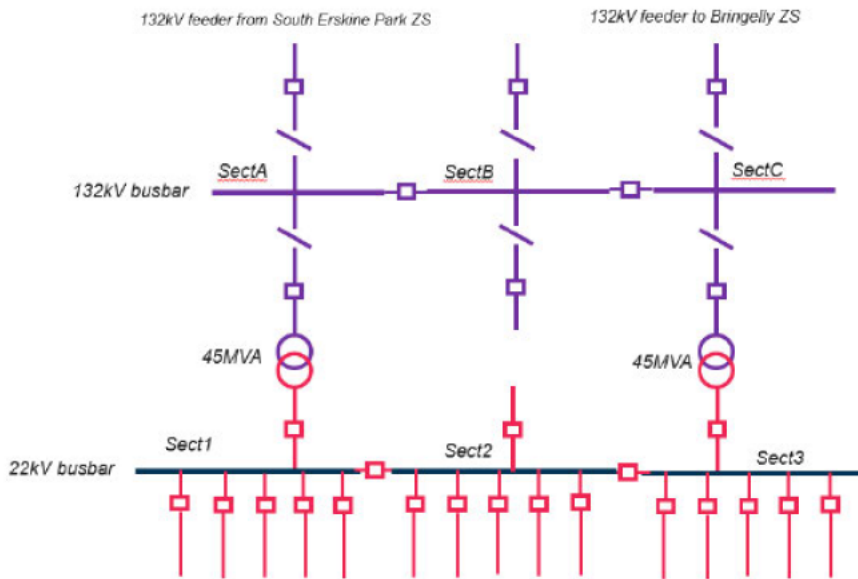 132kV feeder from South Erskine Park ZS
132kV feeder to Bringelly ZS
SectA
SectB
SectC
132kV busbar
45MVA
45MVA
Sect1
Sect2
Sect3
22kV busbar